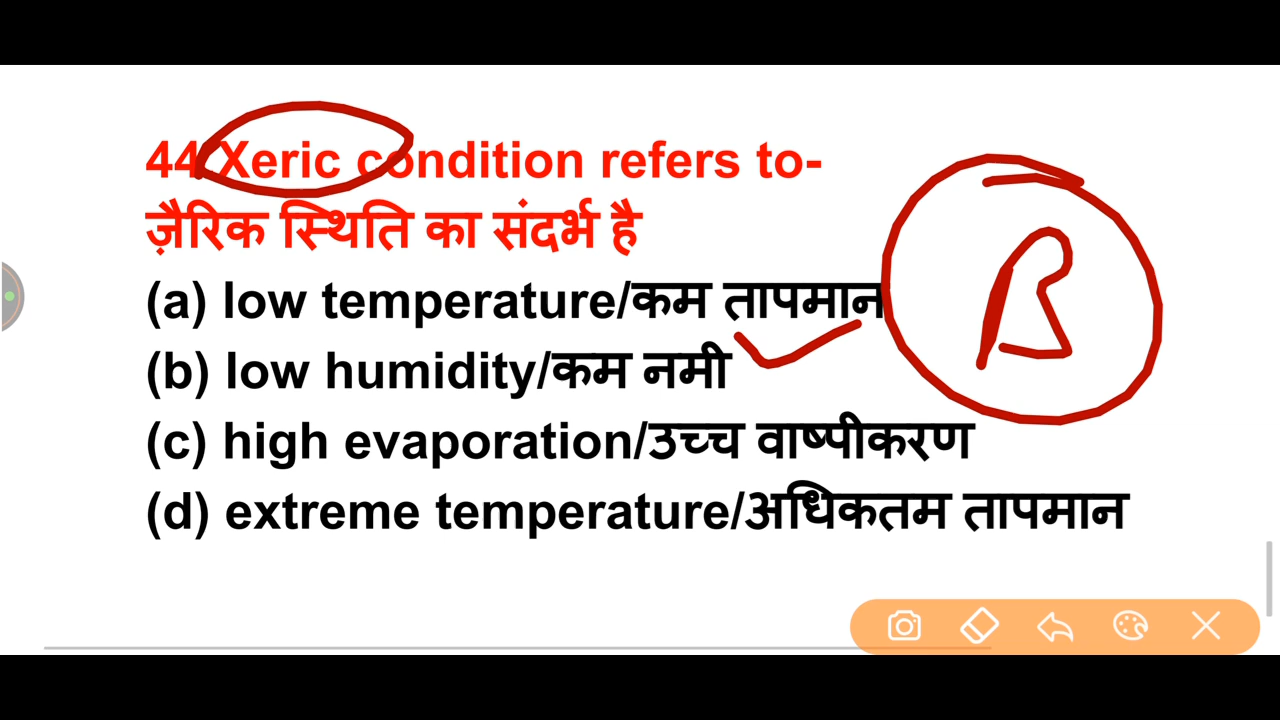 44 Xeric condition refers to-
ज़ैरिक स्थिति का संदर्भ है
(a) low temperature/कम तापमान
(b) low humidity/कम नमी
(c) high evaporation/उच्च वाष्पीकरण
(d) extreme temperature/अधिकतम तापमान
B